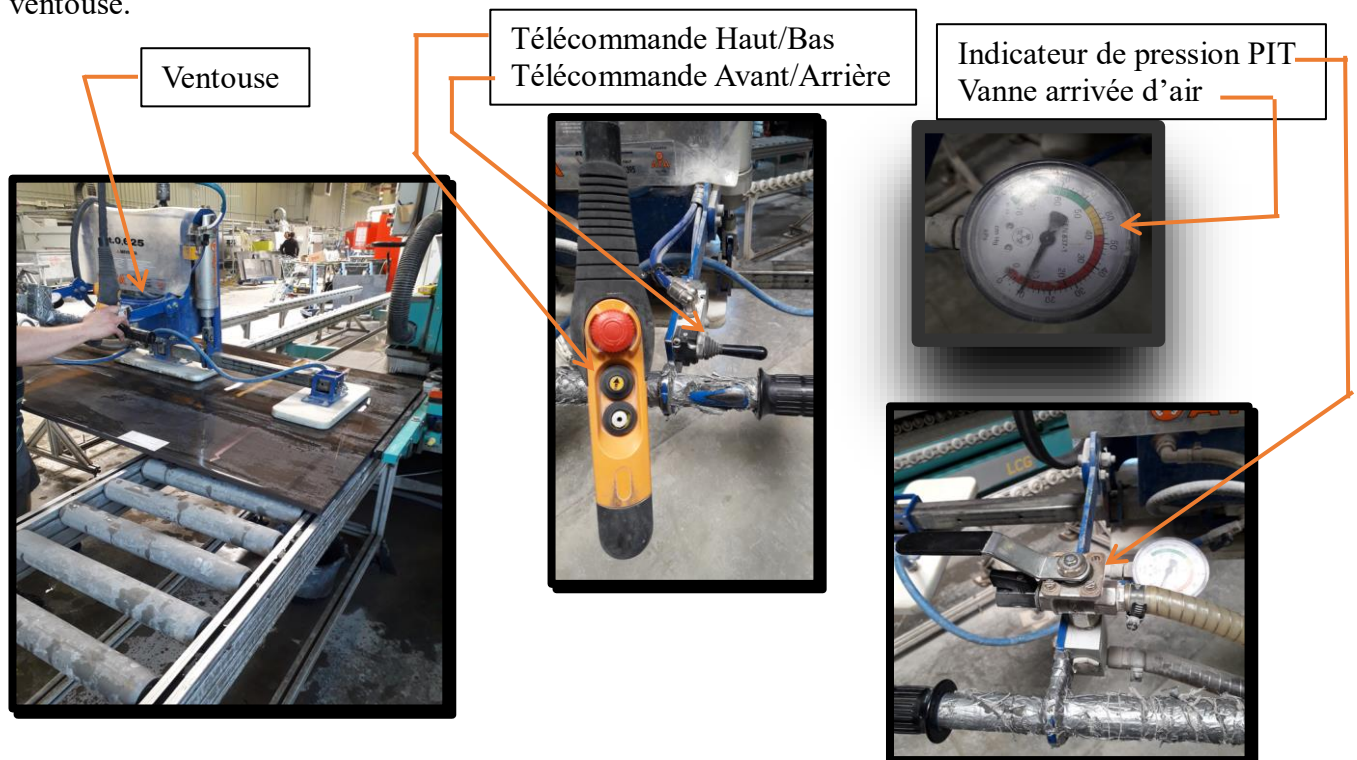 ventouse.
Ventouse
Télécommande Haut/Bas
Télécommande Avant/Arrière
Indicateur de pression PIT
Vanne arrivée d'air
LCG